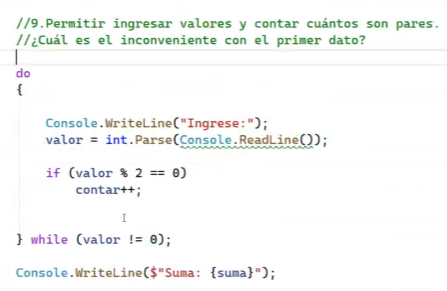 //9.Permitir ingresar valores y contar cuántos son pares.
//¿Cuál es el inconveniente con el primer dato?
do
{
Console.WriteLine("Ingrese:");
valor = int.Parse(Console.ReadLine());
if (valor % 2 == 0)
contar++;
} while (valor != 0);
Console.WriteLine($"Suma: {suma}");